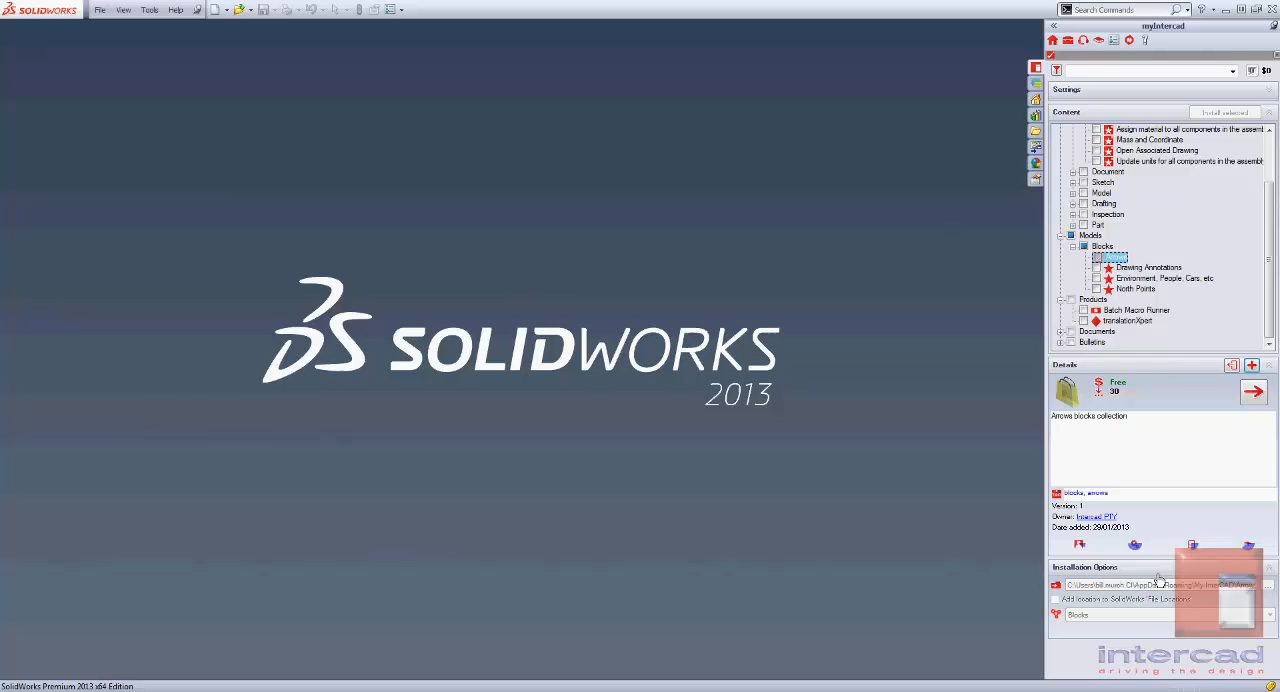 SOLIDWORKS File View Tools Help Search Commands
myIntercad
$0
Settings
Content Install selected
Assign material to all components in the assemb
Mass and Coordinate
Open Associated Drawing
Update units for all components in the assembly
Document
Sketch
Model
Drafting
Inspection
Part
Models
Blocks
Drawing Annotations
Environment, People, Cars, etc
North Points
Products
Batch Macro Runner
translationXpert
Documents
Bulletins
Details
Free
30
Arrows blocks collection
blocks, arrows
Version: 1
Owner: Intercad PTY
Date added: 29/01/2013
Installation Options
Add location to SolidWorks File Locations
Blocks
SOLIDWORKS
2013
intercad
driving the design
SolidWorks Premium 2013 x64 Edition